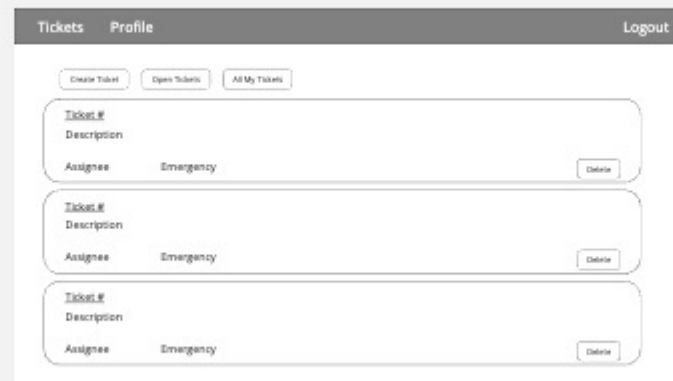 Tickets Profile Logout
Create Ticket Open Tickets All My Tickets
Ticket #
Description
Assignee Emergency Delete
Ticket #
Description
Assignee Emergency Delete
Ticket #
Description
Assignee Emergency Delete